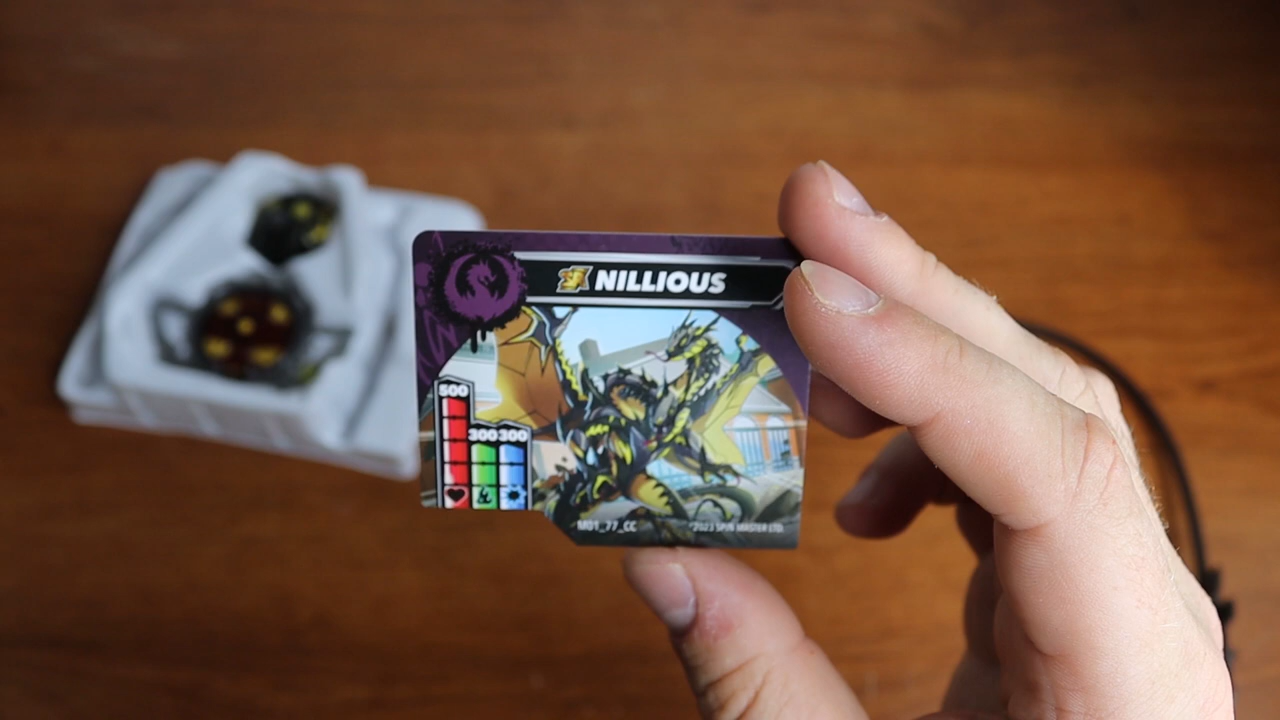 NILLIOUS
500
300 300
M01_77_CC
©2023 SPIN MASTER LTD.